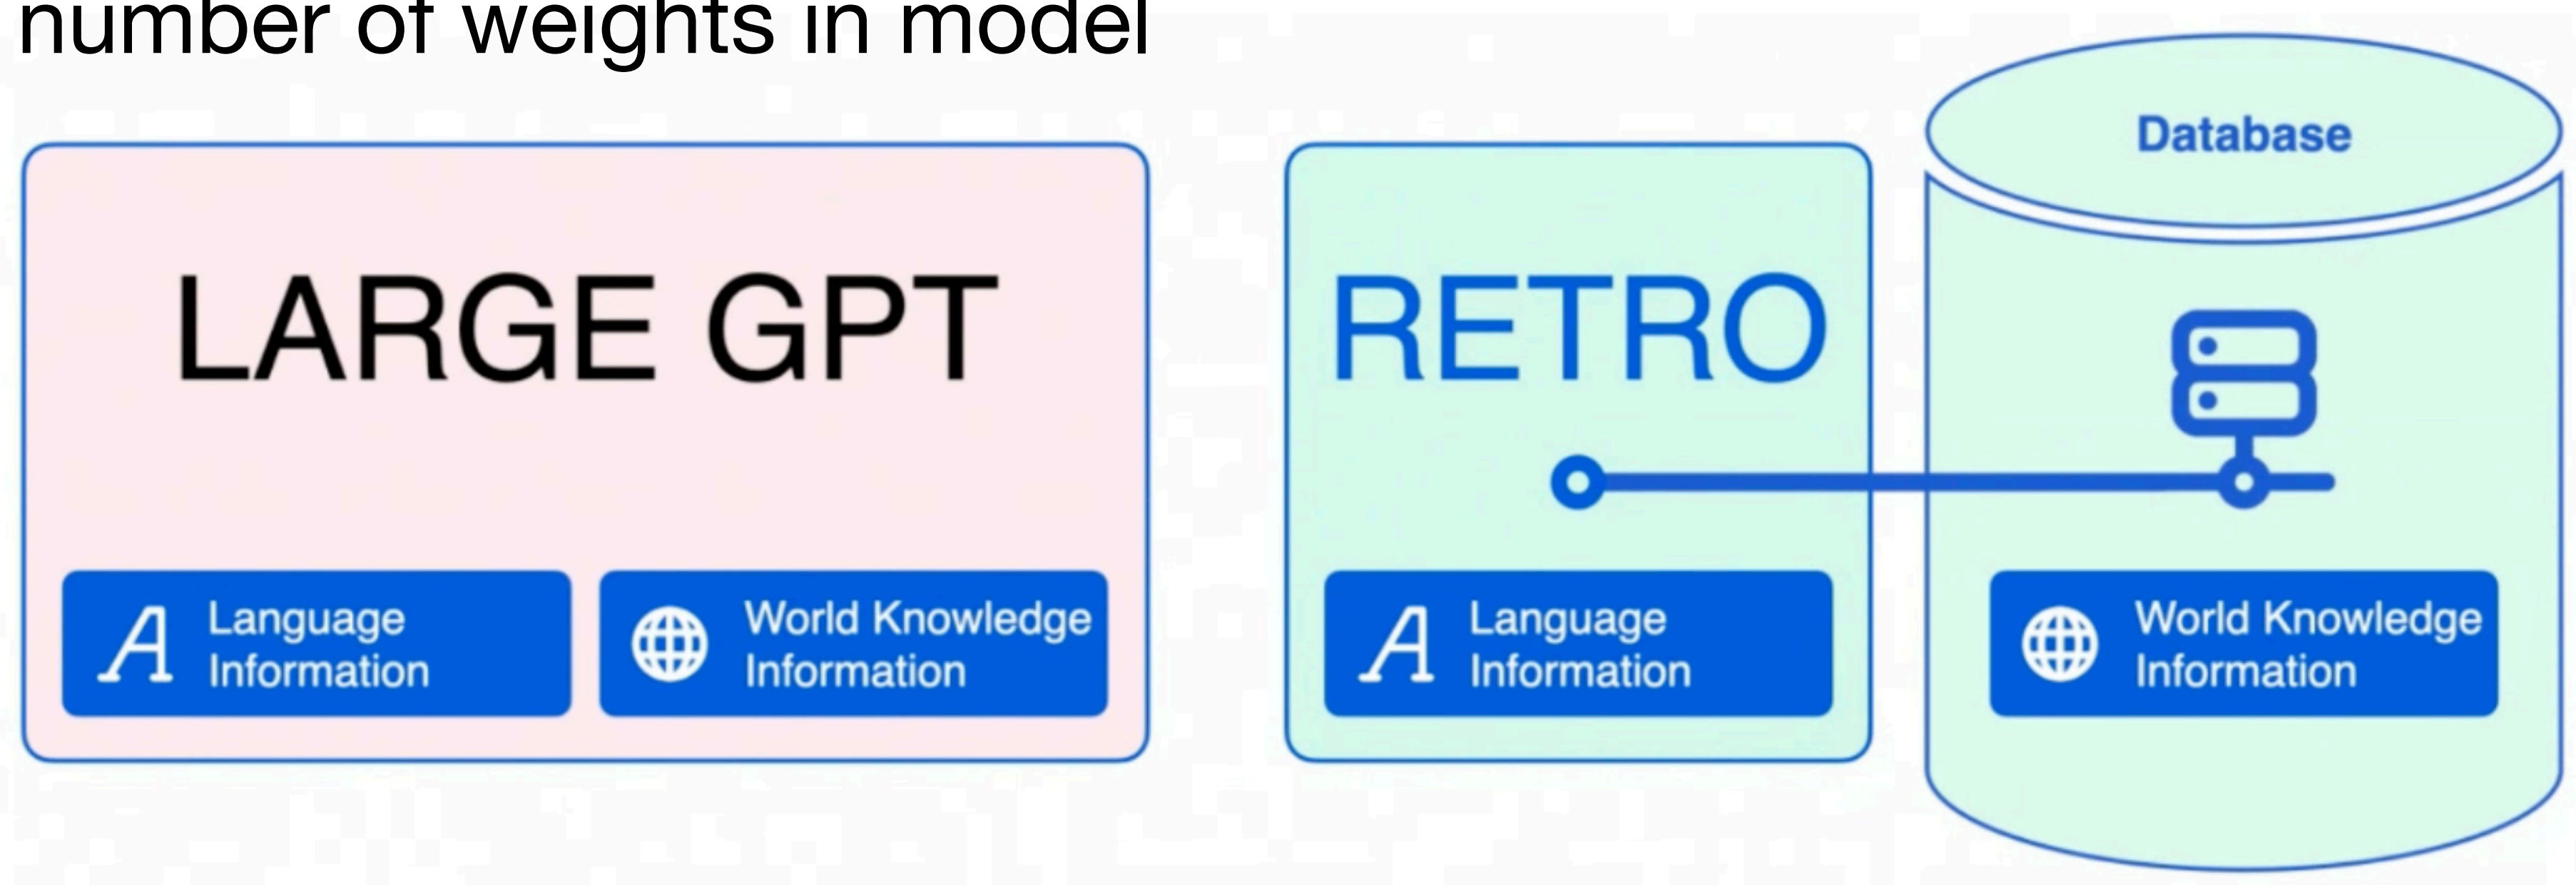 number of weights in model
LARGE GPT
Language
Information
World Knowledge
Information
RETRO
Language
Information
Database
World Knowledge
Information